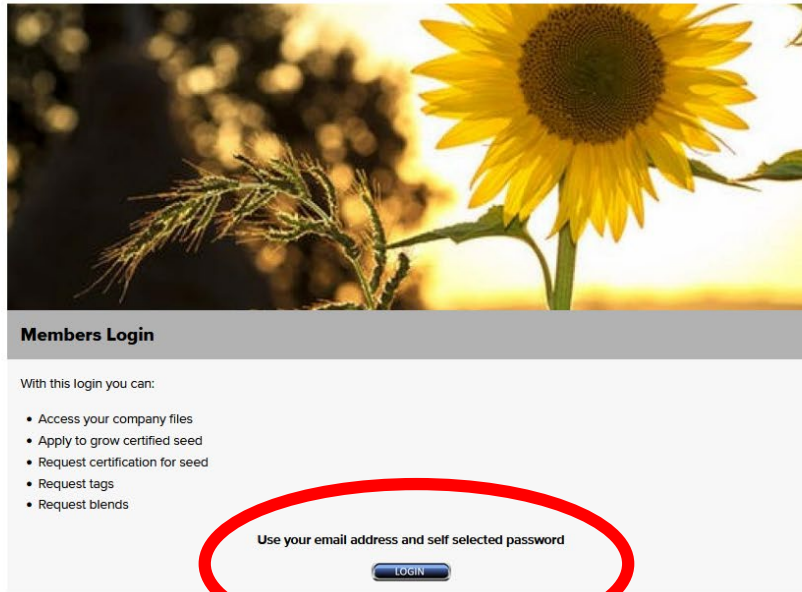 Members Login
With this login you can:
• Access your company files
• Apply to grow certified seed
• Request certification for seed
• Request tags
• Request blends
Use your email address and self selected password
LOGIN